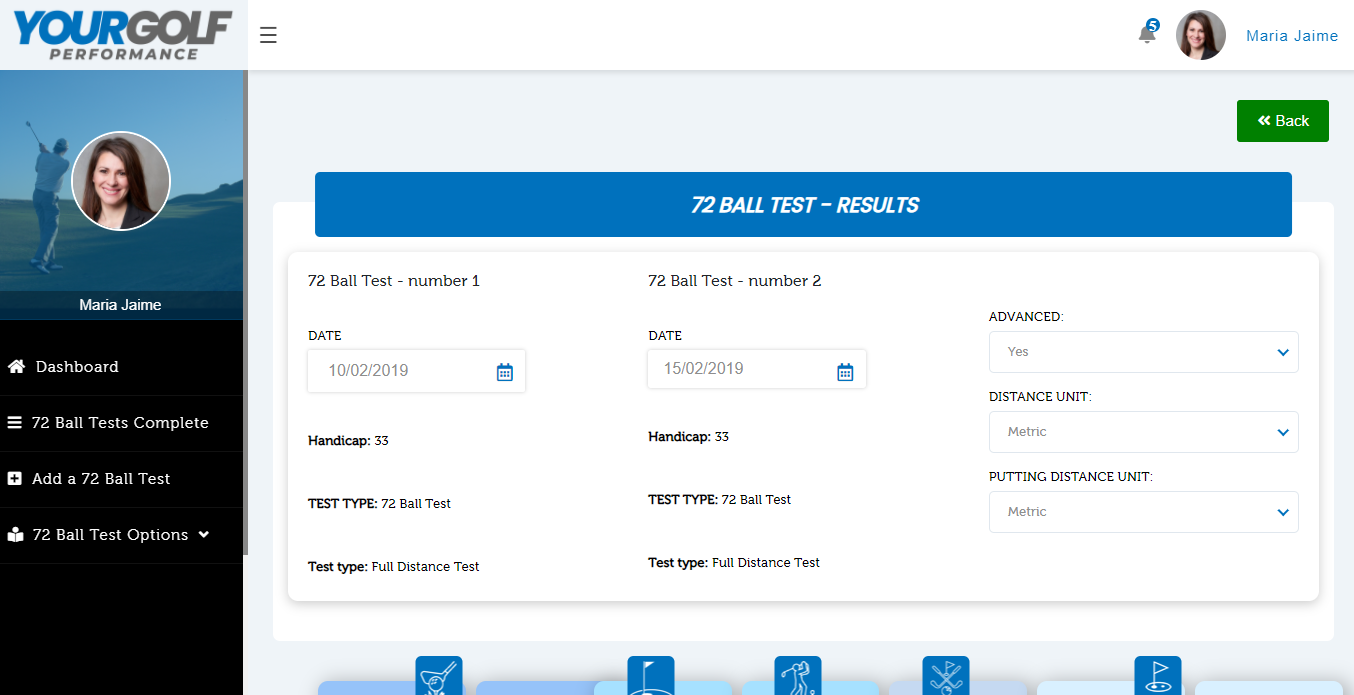 YOURGOLF
PERFORMANCE
5
Maria Jaime
Back
Maria Jaime
Dashboard
72 Ball Tests Complete
Add a 72 Ball Test
72 Ball Test Options
72 BALL TEST - RESULTS
72 Ball Test - number 1
DATE
10/02/2019
Handicap: 33
TEST TYPE: 72 Ball Test
Test type: Full Distance Test
72 Ball Test - number 2
DATE
15/02/2019
Handicap: 33
TEST TYPE: 72 Ball Test
Test type: Full Distance Test
ADVANCED:
Yes
DISTANCE UNIT:
Metric
PUTTING DISTANCE UNIT:
Metric